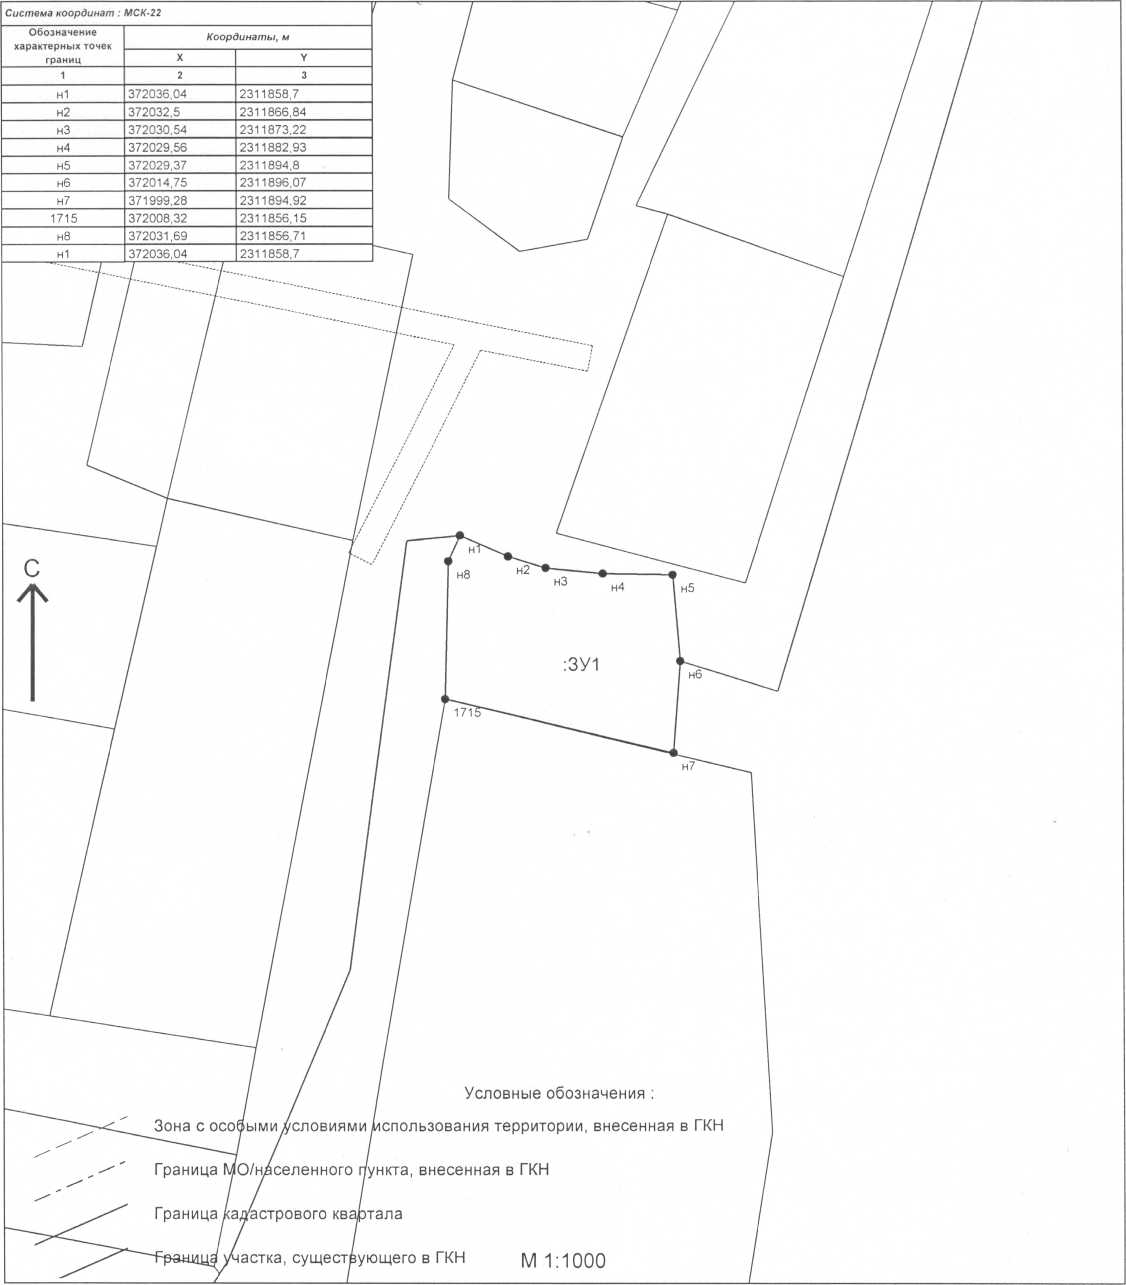 Система координат : МСК-22
Обозначение характерных точек границ Координаты, м
X Y
1 2 3
н1 372036,04 2311858,7
н2 372032,5 2311866,84
н3 372030,54 2311873,22
н4 372029,56 2311882,93
н5 372029,37 2311894,8
н6 372014,75 2311896,07
н7 371999,28 2311894,92
1715 372008,32 2311856,15
н8 372031,69 2311856,71
н1 372036,04 2311858,7
С
н1
н2
н3
н4
н5
н8
:ЗУ1
н6
1715
н7
Условные обозначения :
Зона с особыми условиями использования территории, внесенная в ГКН
Граница МО/населенного пункта, внесенная в ГКН
Граница кадастрового квартала
Граница участка, существующего в ГКН
М 1:1000